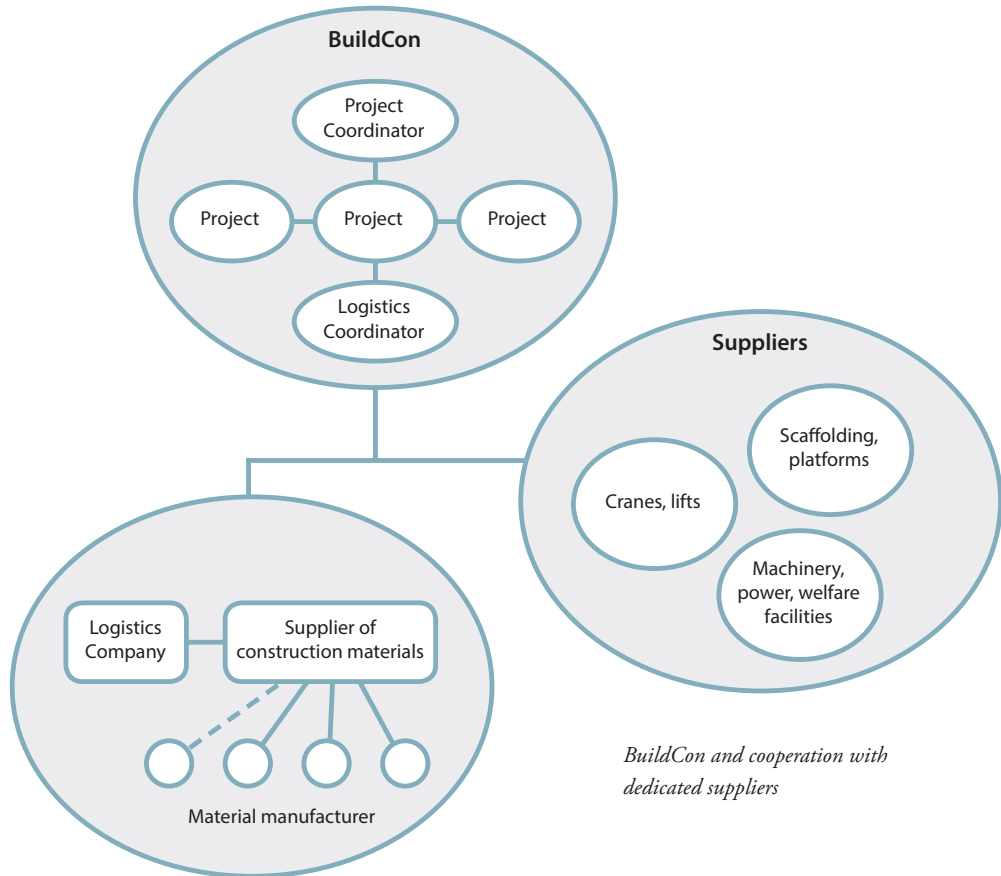 BuildCon
Project
Coordinator
Project
Project
Project
Logistics
Coordinator
Suppliers
Scaffolding,
platforms
Cranes, lifts
Machinery,
power, welfare
facilities
Logistics
Company
Supplier of
construction materials
Material manufacturer
BuildCon and cooperation with
dedicated suppliers